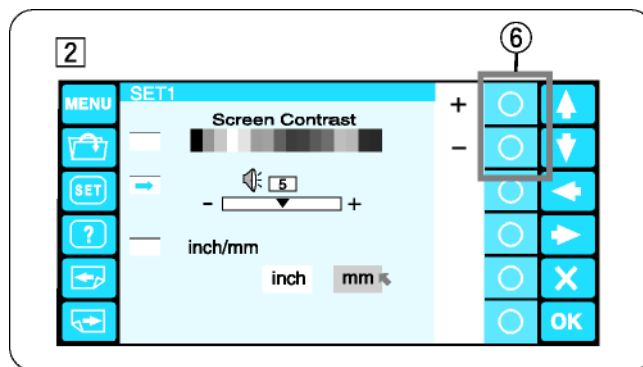 2
⑥
MENU
SET1
+
Screen Contrast
−
SET
5
- +
?
inch/mm
inch mm
X
OK